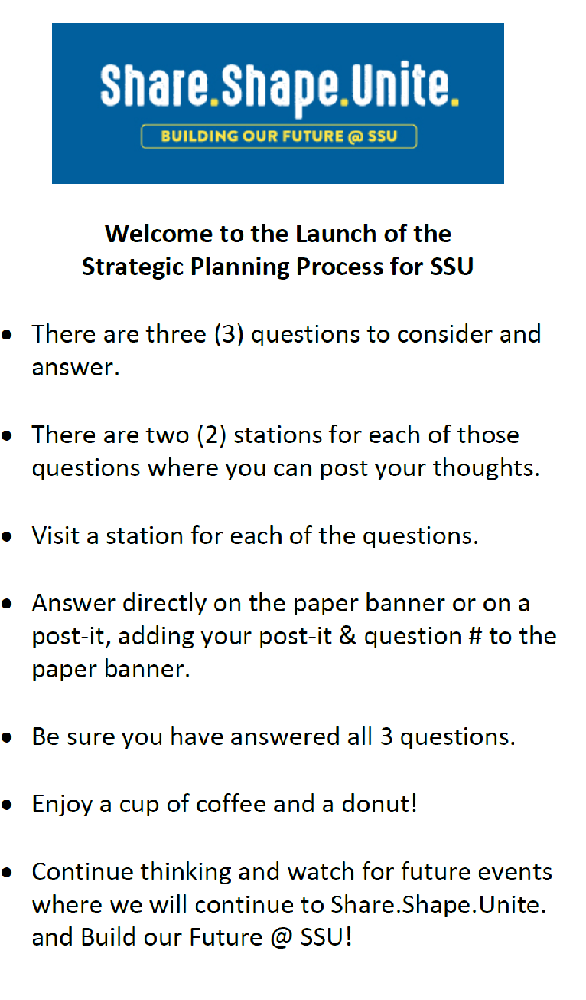 Share.Shape.Unite.
BUILDING OUR FUTURE @ SSU
Welcome to the Launch of the
Strategic Planning Process for SSU
• There are three (3) questions to consider and
answer.
• There are two (2) stations for each of those
questions where you can post your thoughts.
• Visit a station for each of the questions.
• Answer directly on the paper banner or on a
post-it, adding your post-it & question # to the
paper banner.
• Be sure you have answered all 3 questions.
• Enjoy a cup of coffee and a donut!
• Continue thinking and watch for future events
where we will continue to Share.Shape.Unite.
and Build our Future @ SSU!